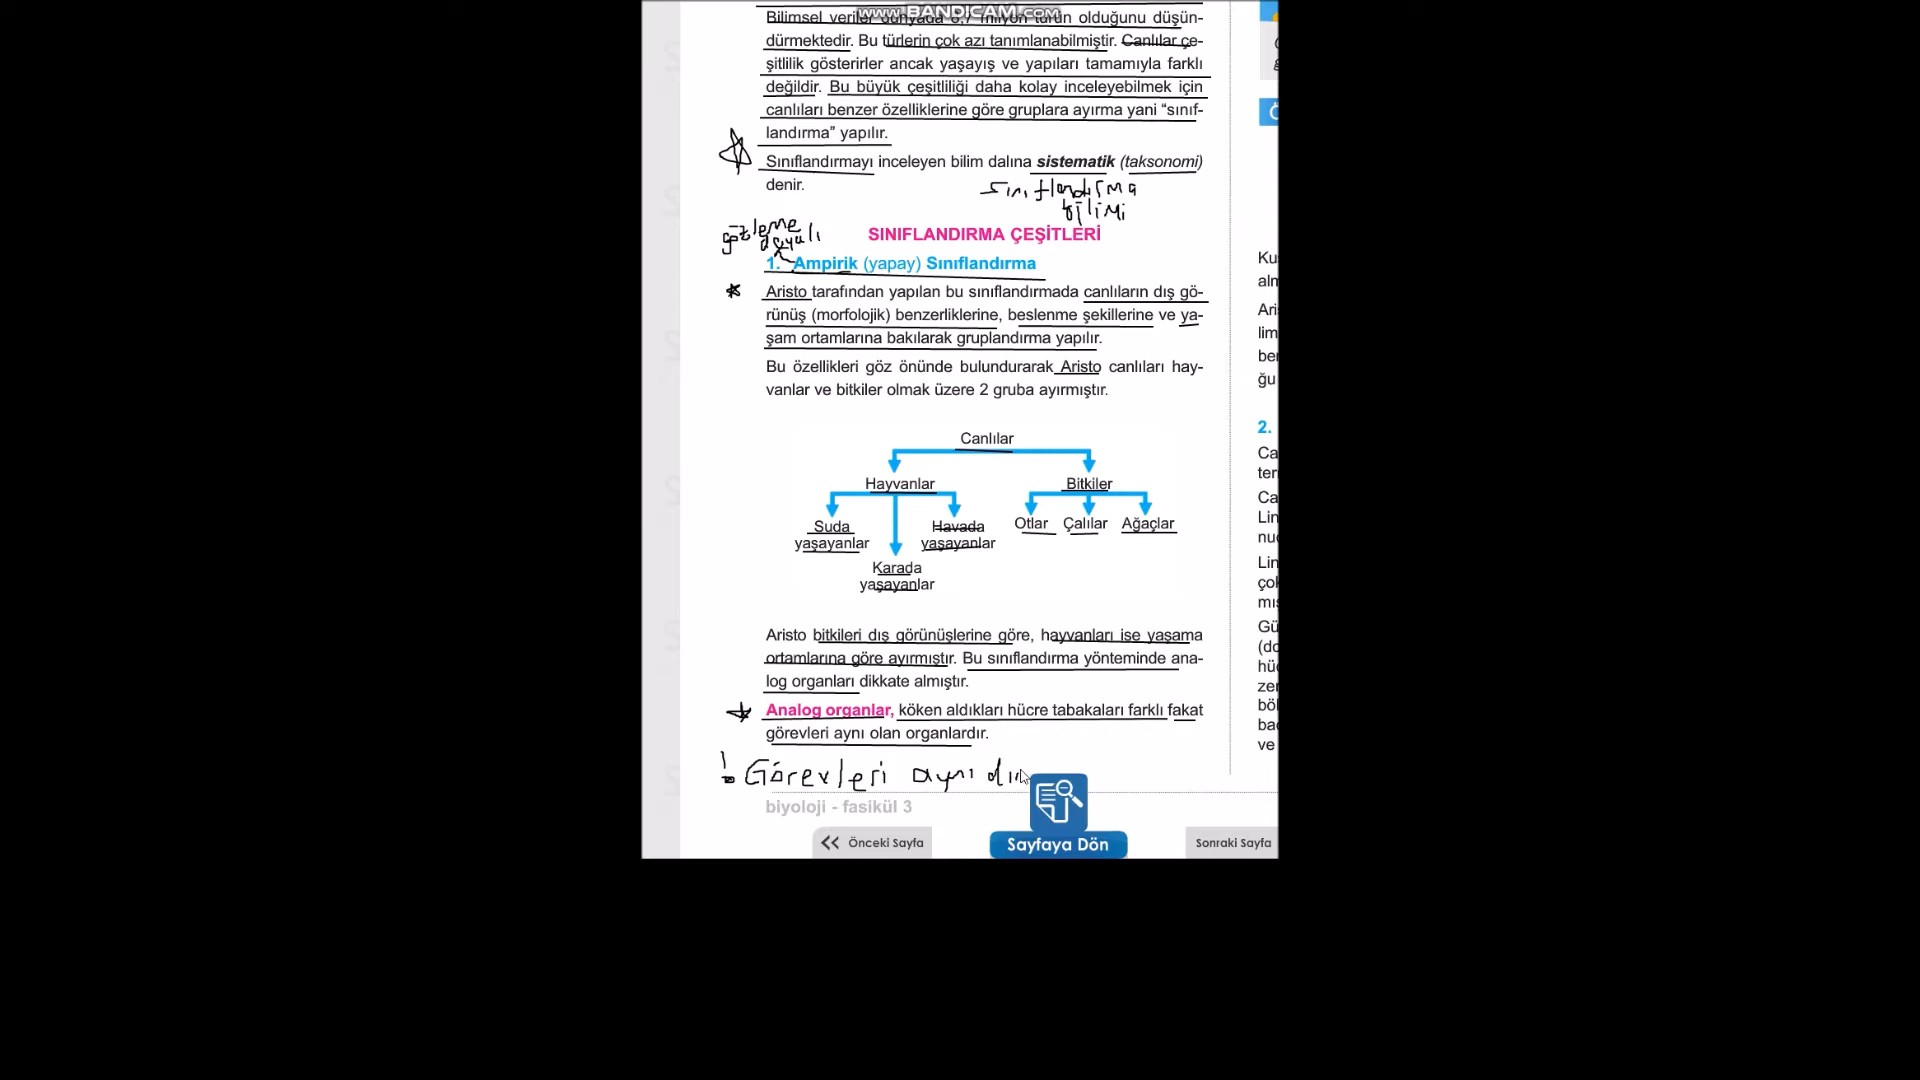 www.BANDICAM.com
Bilimsel veriler dünyada 8,7 milyon türün olduğunu düşün-
dürmektedir. Bu türlerin çok azı tanımlanabilmiştir. Canlılar çe-
şitlilik gösterirler ancak yaşayış ve yapıları tamamıyla farklı
değildir. Bu büyük çeşitliliği daha kolay inceleyebilmek için
canlıları benzer özelliklerine göre gruplara ayırma yani “sınıf-
landırma” yapılır.
Sınıflandırmayı inceleyen bilim dalına sistematik (taksonomi)
denir.
sınıflandırma
bilimi
gözleme
dayalı
SINIFLANDIRMA ÇEŞİTLERİ
1. Ampirik (yapay) Sınıflandırma
Aristo tarafından yapılan bu sınıflandırmada canlıların dış gö-
rünüş (morfolojik) benzerliklerine, beslenme şekillerine ve ya-
şam ortamlarına bakılarak gruplandırma yapılır.
Bu özellikleri göz önünde bulundurarak Aristo canlıları hay-
vanlar ve bitkiler olmak üzere 2 gruba ayırmıştır.
Canlılar
Hayvanlar Bitkiler
Suda
yaşayanlar
Karada
yaşayanlar
Havada
yaşayanlar
Otlar Çalılar Ağaçlar
Aristo bitkileri dış görünüşlerine göre, hayvanları ise yaşama
ortamlarına göre ayırmıştır. Bu sınıflandırma yönteminde ana-
log organları dikkate almıştır.
Analog organlar, köken aldıkları hücre tabakaları farklı fakat
görevleri aynı olan organlardır.
! Görevleri aynı
biyoloji - fasikül 3
Önceki Sayfa
Sayfaya Dön
Sonraki Sayfa
2.